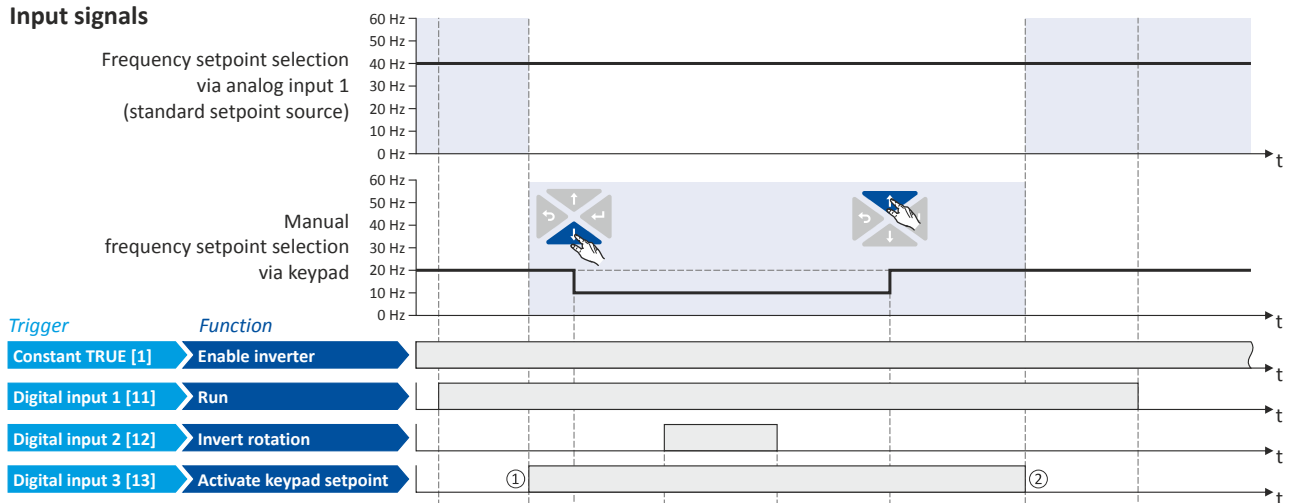 Input signals
Frequency setpoint selection
via analog input 1
(standard setpoint source)
60 Hz
50 Hz
40 Hz
30 Hz
20 Hz
10 Hz
0 Hz
t
Manual
frequency setpoint selection
via keypad
60 Hz
50 Hz
40 Hz
30 Hz
20 Hz
10 Hz
0 Hz
t
Trigger Function
Constant TRUE [1] Enable inverter
t
Digital input 1 [11] Run
t
Digital input 2 [12] Invert rotation
t
Digital input 3 [13] Activate keypad setpoint ① ②
t